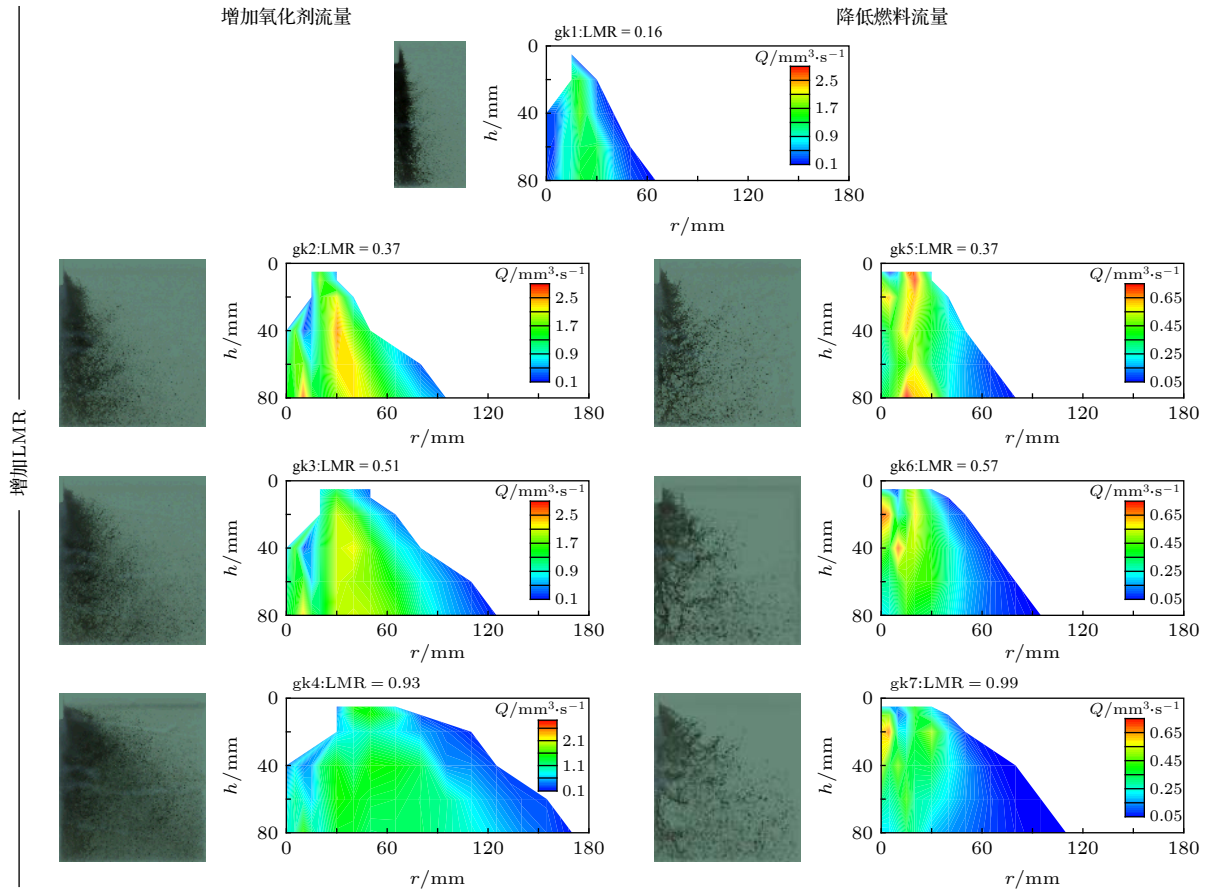 增加氧化剂流量
降低燃料流量
增加LMR
gk1:LMR = 0.16
Q/mm³·s⁻¹
2.5
1.7
0.9
0.1
h/mm
0
40
80
0 60 120 180
r/mm
gk2:LMR = 0.37
Q/mm³·s⁻¹
2.5
1.7
0.9
0.1
h/mm
0
40
80
0 60 120 180
r/mm
gk5:LMR = 0.37
Q/mm³·s⁻¹
0.65
0.45
0.25
0.05
h/mm
0
40
80
0 60 120 180
r/mm
gk3:LMR = 0.51
Q/mm³·s⁻¹
2.5
1.7
0.9
0.1
h/mm
0
40
80
0 60 120 180
r/mm
gk6:LMR = 0.57
Q/mm³·s⁻¹
0.65
0.45
0.25
0.05
h/mm
0
40
80
0 60 120 180
r/mm
gk4:LMR = 0.93
Q/mm³·s⁻¹
2.1
1.1
0.1
h/mm
0
40
80
0 60 120 180
r/mm
gk7:LMR = 0.99
Q/mm³·s⁻¹
0.65
0.45
0.25
0.05
h/mm
0
40
80
0 60 120 180
r/mm